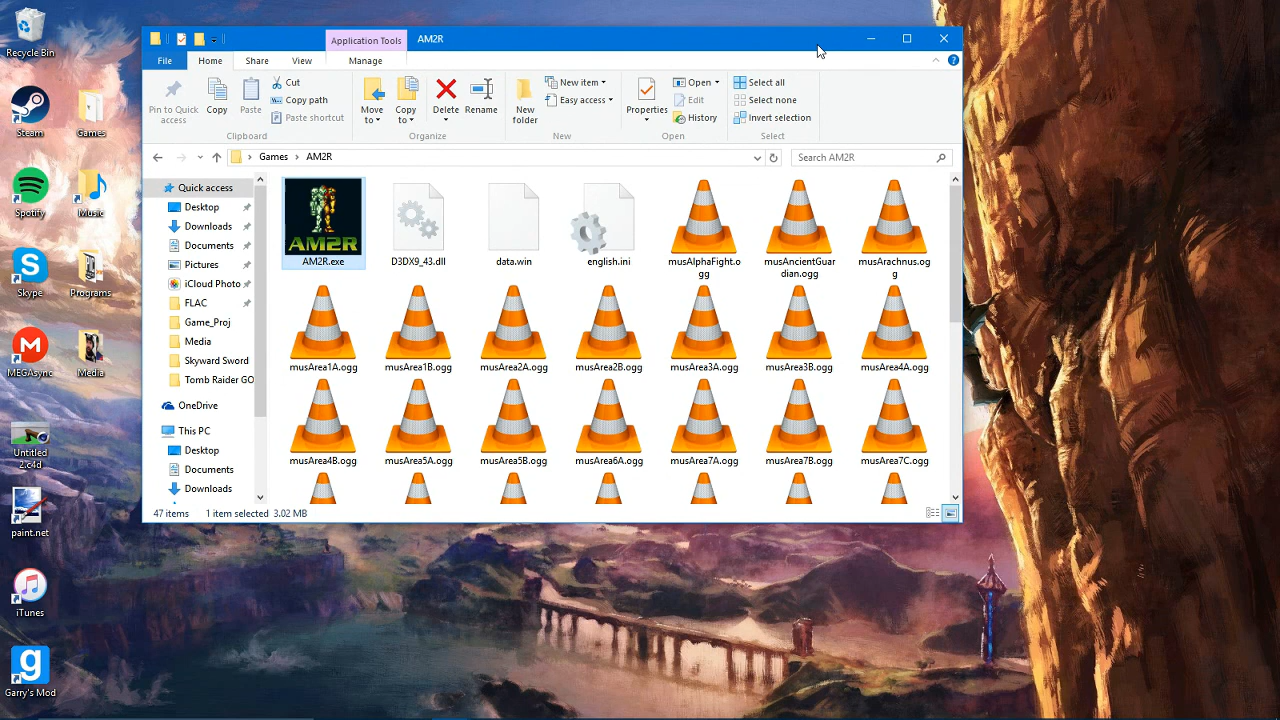 Recycle Bin
Steam
Games
Spotify
Music
Skype
Programs
MEGAsync
Media
Untitled
2.c4d
paint.net
iTunes
Garry's Mod
Application Tools
AM2R
File
Home
Share
View
Manage
Pin to Quick
access
Copy
Paste
Cut
Copy path
Paste shortcut
Clipboard
Move
to
Copy
to
Delete
Rename
Organize
New
folder
New item
Easy access
New
Properties
Open
Edit
History
Open
Select all
Select none
Invert selection
Select
Games
AM2R
Search AM2R
Quick access
Desktop
Downloads
Documents
Pictures
iCloud Photo
FLAC
Game_Proj
Media
Skyward Sword
Tomb Raider GO
OneDrive
This PC
Desktop
Documents
Downloads
AM2R
AM2R.exe
D3DX9_43.dll
data.win
english.ini
musAlphaFight.o
gg
musAncientGuar
dian.ogg
musArachnus.og
g
musArea1A.ogg
musArea1B.ogg
musArea2A.ogg
musArea2B.ogg
musArea3A.ogg
musArea3B.ogg
musArea4A.ogg
musArea4B.ogg
musArea5A.ogg
musArea5B.ogg
musArea6A.ogg
musArea7A.ogg
musArea7B.ogg
musArea7C.ogg
47 items
1 item selected 3.02 MB